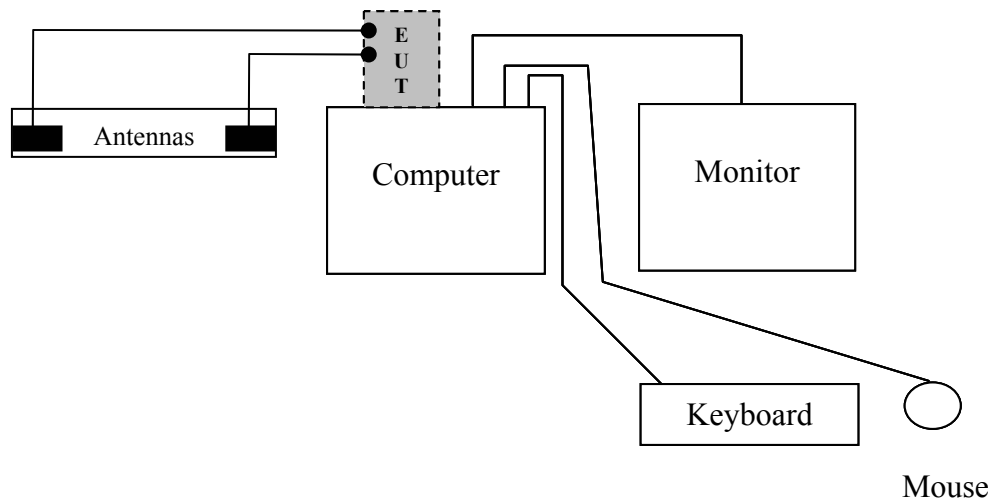 E
U
T
Antennas
Computer
Monitor
Keyboard
Mouse